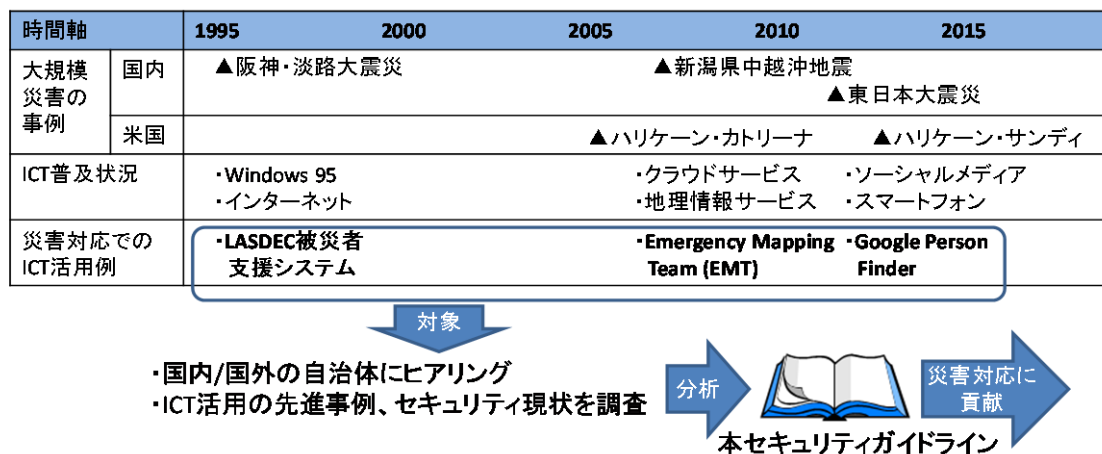 時間軸 1995 2000 2005 2010 2015
大規模災害の事例 国内 ▲阪神・淡路大震災 ▲新潟県中越沖地震
▲東日本大震災
米国 ▲ハリケーン・カトリーナ ▲ハリケーン・サンディ
ICT普及状況 ・Windows 95 ・クラウドサービス ・ソーシャルメディア
・インターネット ・地理情報サービス ・スマートフォン
災害対応での ・LASDEC被災者 ・Emergency Mapping ・Google Person
ICT活用例 支援システム Team (EMT) Finder
対象
・国内/国外の自治体にヒアリング
・ICT活用の先進事例、セキュリティ現状を調査
分析
災害対応に
貢献
本セキュリティガイドライン